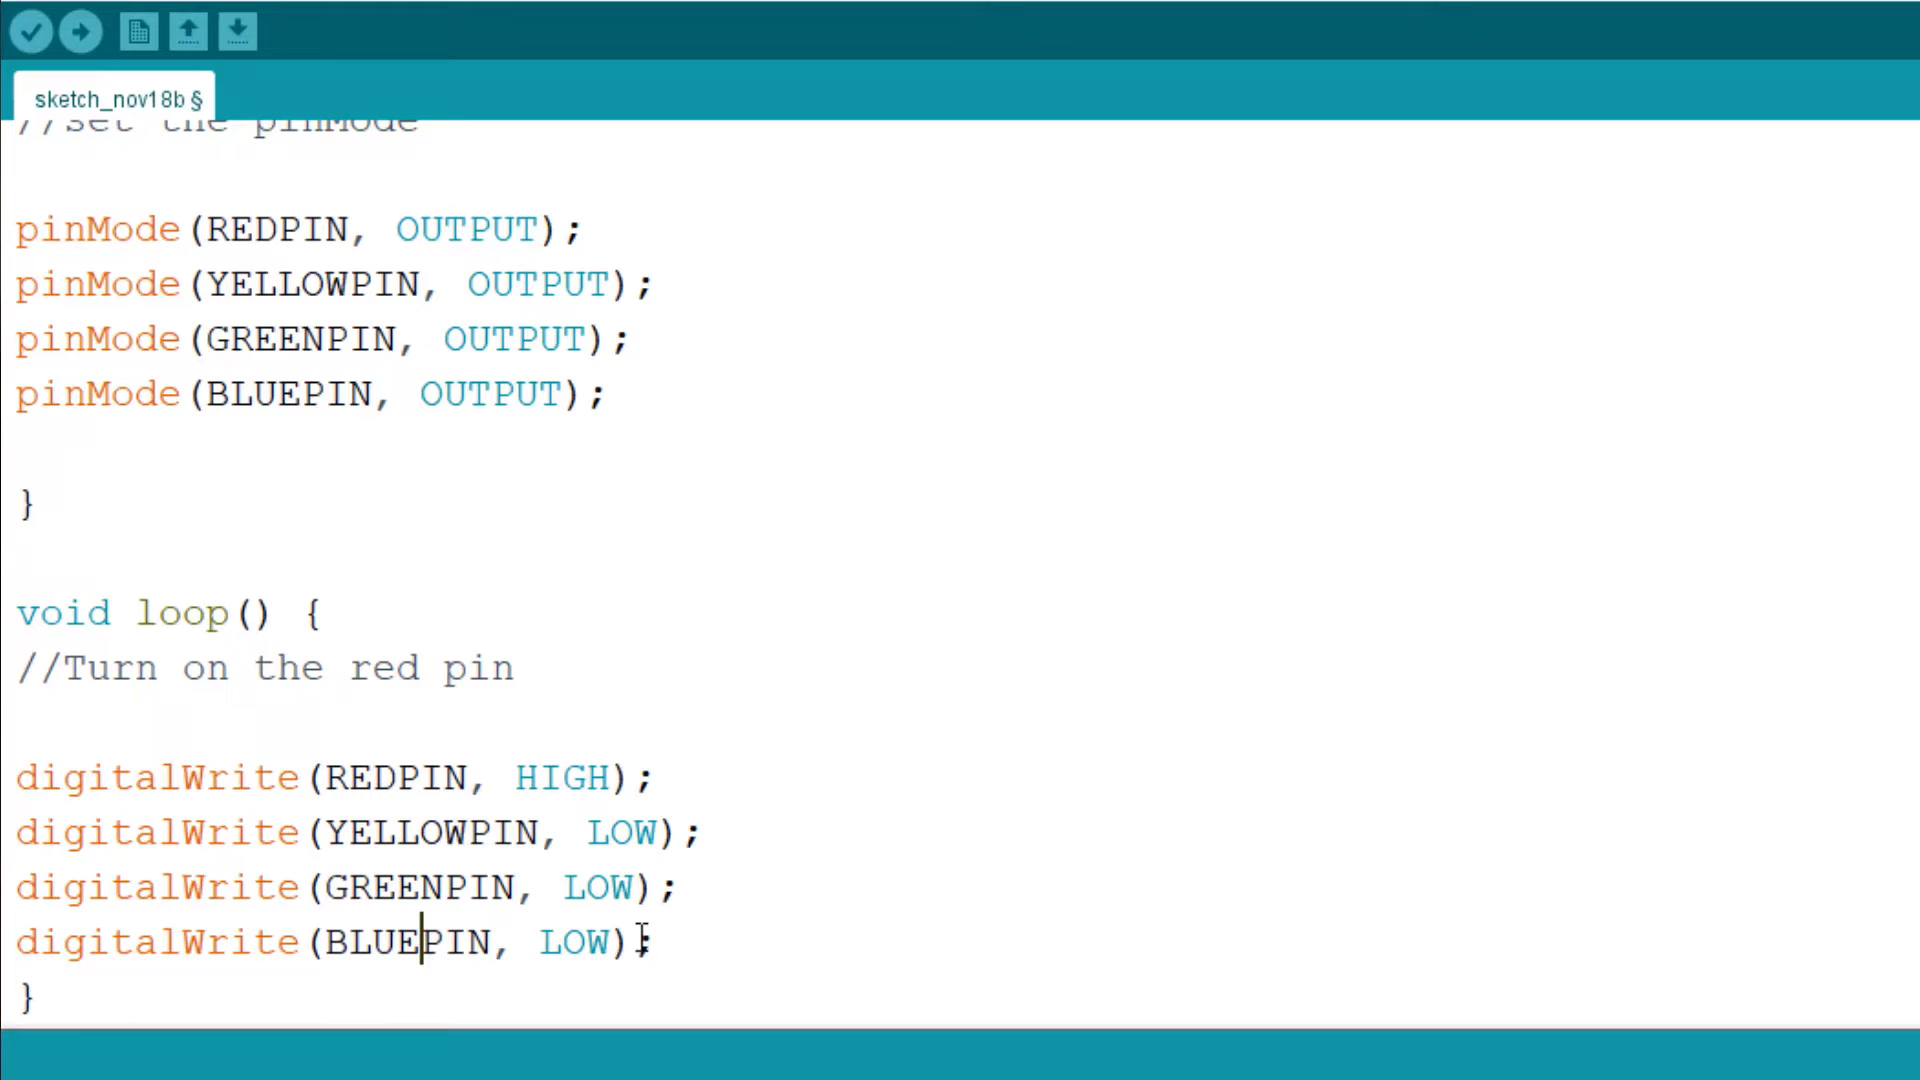 sketch_nov18b §
//set the pinMode
pinMode(REDPIN, OUTPUT);
pinMode(YELLOWPIN, OUTPUT);
pinMode(GREENPIN, OUTPUT);
pinMode(BLUEPIN, OUTPUT);
}
void loop() {
//Turn on the red pin
digitalWrite(REDPIN, HIGH);
digitalWrite(YELLOWPIN, LOW);
digitalWrite(GREENPIN, LOW);
digitalWrite(BLUEPIN, LOW);
}